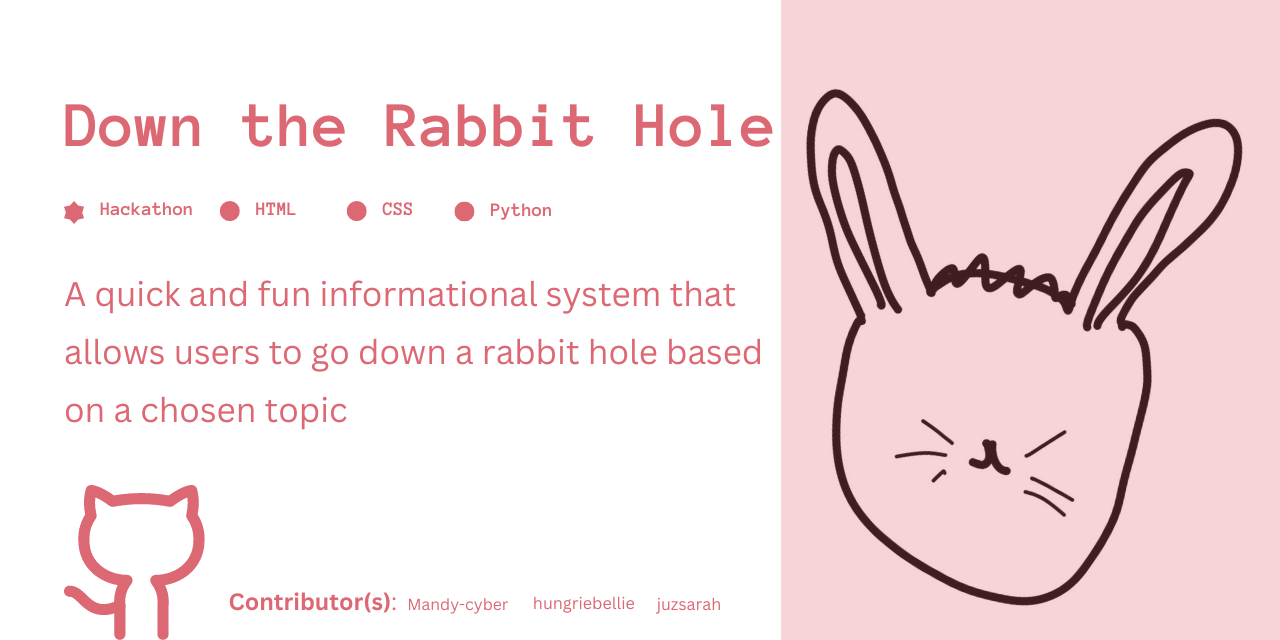 Down the Rabbit Hole
Hackathon HTML CSS Python
A quick and fun informational system that
allows users to go down a rabbit hole based
on a chosen topic
Contributor(s): Mandy-cyber hungriebellie juzsarah